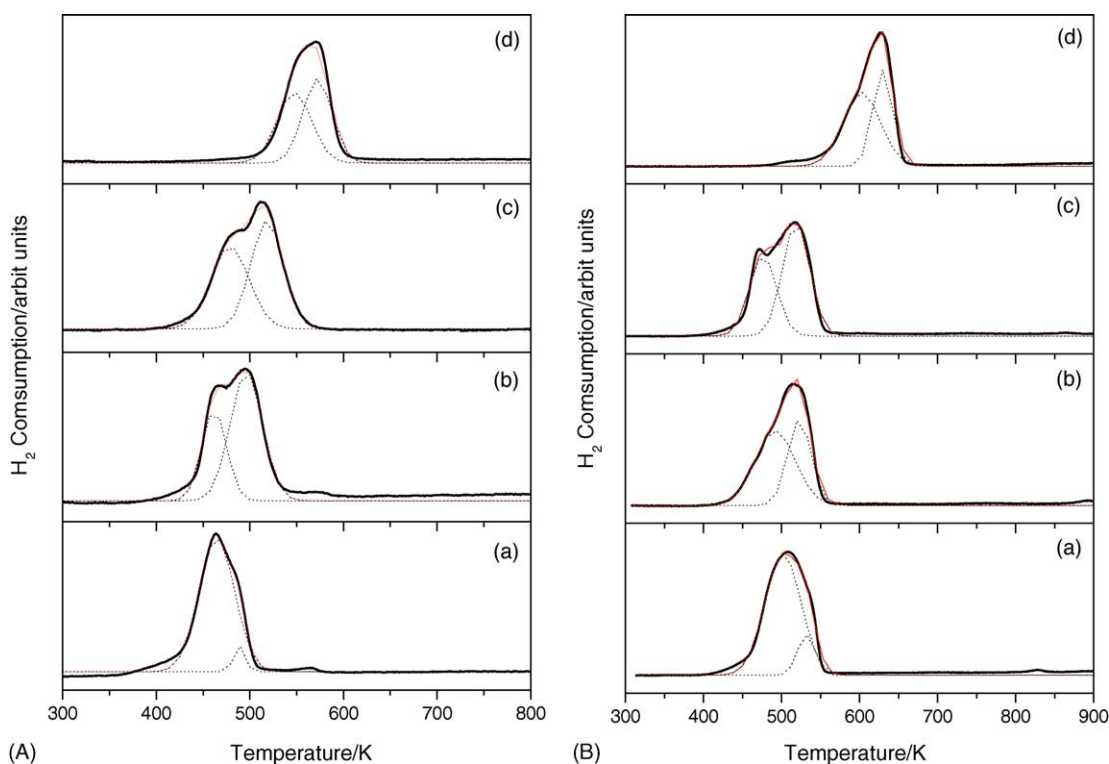 (d)
(c)
(b)
(a)
H2 Comsumption/arbit units
300 400 500 600 700 800
(A) Temperature/K
(d)
(c)
(b)
(a)
H2 Comsumption/arbit units
300 400 500 600 700 800 900
(B) Temperature/K